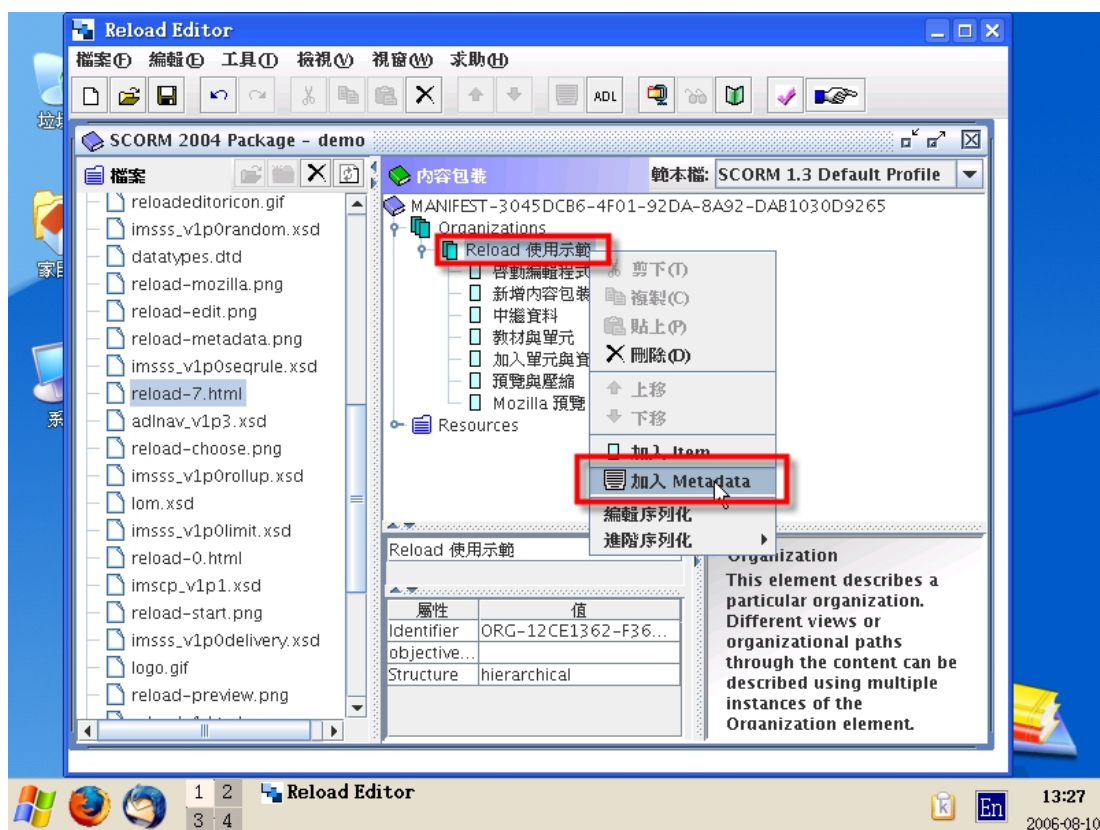 Reload Editor
檔案(F) 編輯(E) 工具(T) 檢視(V) 視窗(W) 求助(H)
ADL
SCORM 2004 Package - demo
檔案
內容包裝 範本檔: SCORM 1.3 Default Profile
reloadeditoricon.gif
imsss_v1p0random.xsd
datatypes.dtd
reload-mozilla.png
reload-edit.png
reload-metadata.png
imsss_v1p0seqrule.xsd
reload-7.html
adlnav_v1p3.xsd
reload-choose.png
imsss_v1p0rollup.xsd
lom.xsd
imsss_v1p0limit.xsd
reload-0.html
imscp_v1p1.xsd
reload-start.png
imsss_v1p0delivery.xsd
logo.gif
reload-preview.png
MANIFEST-3045DCB6-4F01-92DA-8A92-DAB1030D9265
Organizations
Reload 使用示範
啓動編輯程式
新增內容包裝
中繼資料
教材與單元
加入單元與資
預覽與壓縮
Mozilla 預覽
Resources
剪下(T)
複製(C)
貼上(P)
刪除(D)
上移
下移
加入 Item
加入 Metadata
編輯序列化
進階序列化
Reload 使用示範
屬性 值
Identifier ORG-12CE1362-F36...
objective...
Structure hierarchical
Organization
This element describes a
particular organization.
Different views or
organizational paths
through the content can be
described using multiple
instances of the
Organization element.
1 2
3 4
Reload Editor
En
13:27
2006-08-10